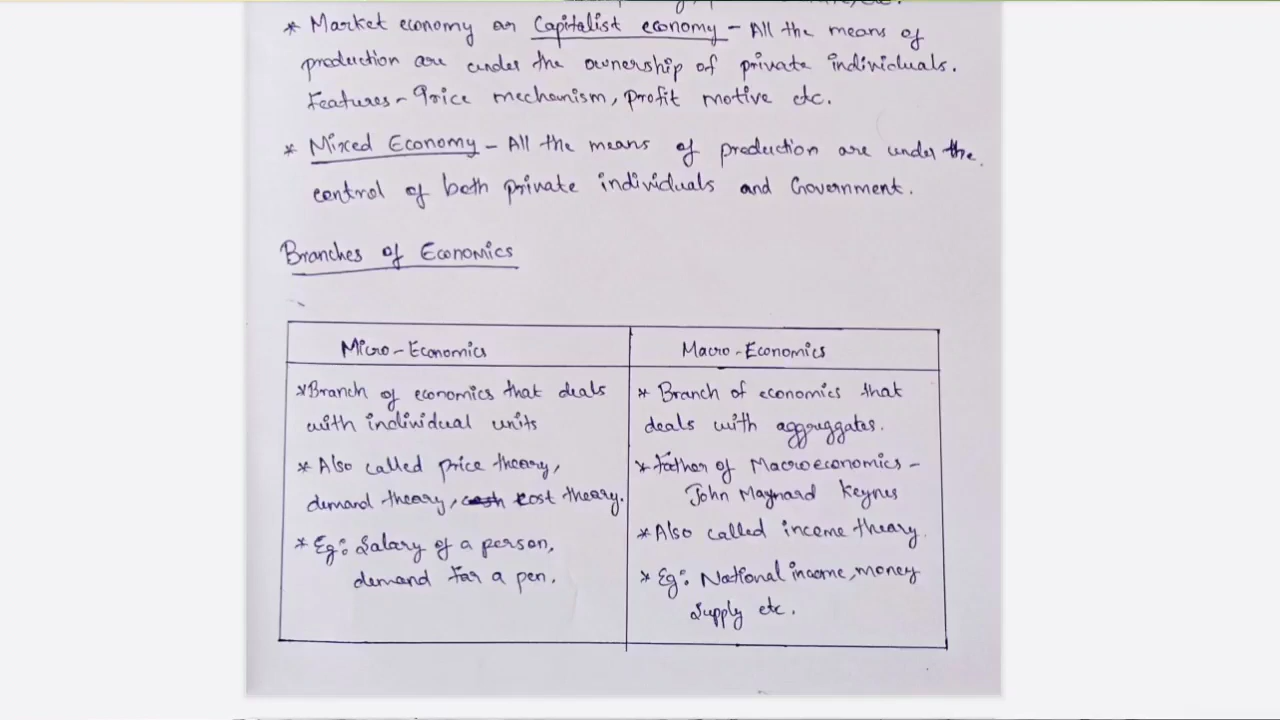 * Market economy or Capitalist economy - All the means of
production are under the ownership of private individuals.
Features - Price mechanism, Profit motive etc.
* Mixed Economy - All the means of production are under the
control of both private individuals and Government.
Branches of Economics
Micro-Economics
* Branch of economics that deals
with individual units
* Also called price theory,
demand theory, cost theory.
* Eg: Salary of a person,
demand for a pen.
Macro-Economics
* Branch of economics that
deals with aggreggates.
* Father of Macroeconomics -
John Maynard Keynes
* Also called income theory
* Eg: National income, money
supply etc.